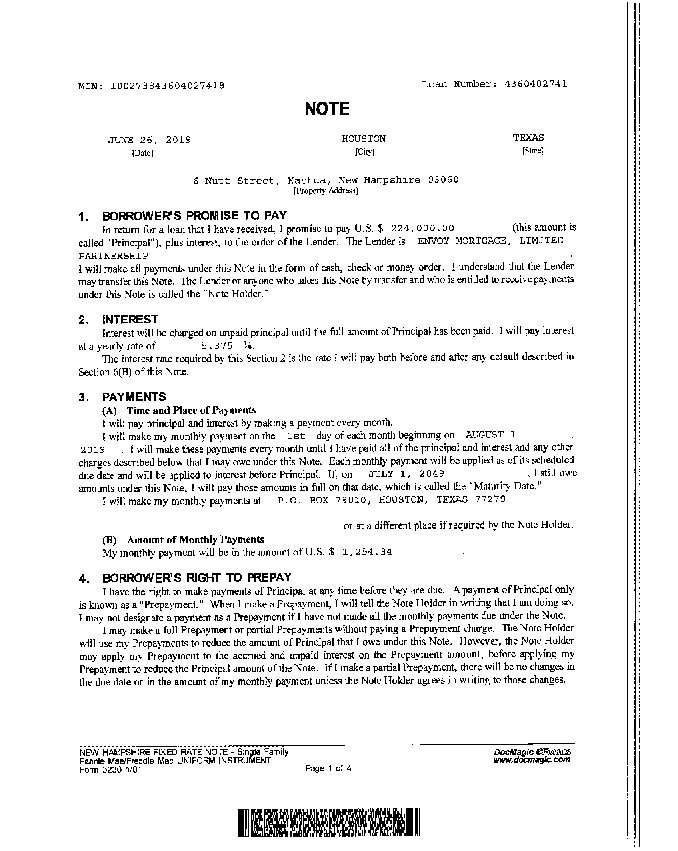 MIN: 100273843604027419 Loan Number: 4360402741
NOTE
JUNE 26, 2019 HOUSTON TEXAS
[Date] [City] [State]
6 Nutt Street, Nashua, New Hampshire 03060
[Property Address]
1. BORROWER'S PROMISE TO PAY
In return for a loan that I have received, I promise to pay U.S. $ 224,000.00 (this amount is
called "Principal"), plus interest, to the order of the Lender. The Lender is ENVOY MORTGAGE, LIMITED
PARTNERSHIP .
I will make all payments under this Note in the form of cash, check or money order. I understand that the Lender
may transfer this Note. The Lender or anyone who takes this Note by transfer and who is entitled to receive payments
under this Note is called the "Note Holder."
2. INTEREST
Interest will be charged on unpaid principal until the full amount of Principal has been paid. I will pay interest
at a yearly rate of %.
The interest rate required by this Section 2 is the rate I will pay both before and after any default described in
Section 6(B) of this Note.
3. PAYMENTS
(A) Time and Place of Payments
I will pay principal and interest by making a payment every month.
I will make my monthly payment on the 1st day of each month beginning on AUGUST 1 ,
2019 . I will make these payments every month until I have paid all of the principal and interest and any other
charges described below that I may owe under this Note. Each monthly payment will be applied as of its scheduled
due date and will be applied to interest before Principal. If, on JULY 1, 2049 , I still owe
amounts under this Note, I will pay those amounts in full on that date, which is called the "Maturity Date."
I will make my monthly payments at P.O. BOX HOUSTON, TEXAS 77279
or at a different place if required by the Note Holder.
(B) Amount of Monthly Payments
My monthly payment will be in the amount of U.S. $ 1,254.34 .
4. BORROWER'S RIGHT TO PREPAY
I have the right to make payments of Principal at any time before they are due. A payment of Principal only
is known as a "Prepayment." When I make a Prepayment, I will tell the Note Holder in writing that I am doing so.
I may not designate a payment as a Prepayment if I have not made all the monthly payments due under the Note.
I may make a full Prepayment or partial Prepayments without paying a Prepayment charge. The Note Holder
will use my Prepayments to reduce the amount of Principal that I owe under this Note. However, the Note Holder
may apply my Prepayment to the accrued and unpaid interest on the Prepayment amount, before applying my
Prepayment to reduce the Principal amount of the Note. If I make a partial Prepayment, there will be no changes in
the due date or in the amount of my monthly payment unless the Note Holder agrees in writing to those changes.
NEW HAMPSHIRE FIXED RATE NOTE - Single Family DocMagic
Fannie Mae/Freddie Mac UNIFORM INSTRUMENT www.docmagic.com
Form 3230 1/01 Page 1 of 4